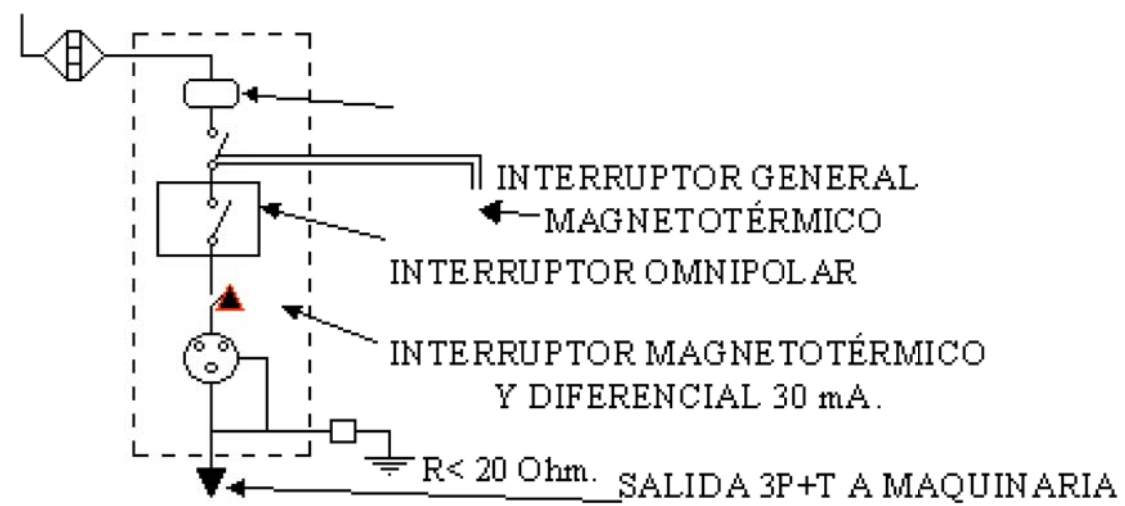 INTERRUPTOR GENERAL
MAGNETOTÉRMICO
INTERRUPTOR OMNIPOLAR
INTERRUPTOR MAGNETOTÉRMICO
Y DIFERENCIAL 30 mA.
R< 20 Ohm.
SALIDA 3P+T A MAQUINARIA